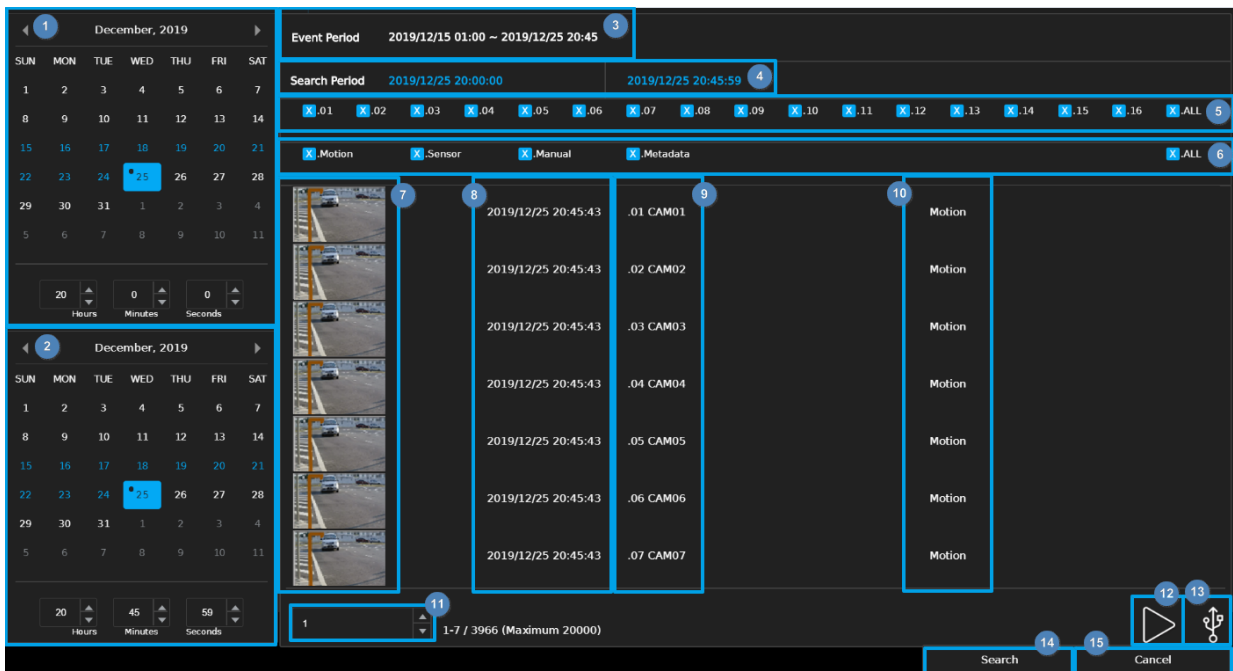 1
December, 2019
SUN MON TUE WED THU FRI SAT
1 2 3 4 5 6 7
8 9 10 11 12 13 14
15 16 17 18 19 20 21
22 23 24 25 26 27 28
29 30 31 1 2 3 4
5 6 7 8 9 10 11
20 0 0
Hours Minutes Seconds
2
December, 2019
SUN MON TUE WED THU FRI SAT
1 2 3 4 5 6 7
8 9 10 11 12 13 14
15 16 17 18 19 20 21
22 23 24 25 26 27 28
29 30 31 1 2 3 4
5 6 7 8 9 10 11
20 45 59
Hours Minutes Seconds
Event Period 2019/12/15 01:00 ~ 2019/12/25 20:45 3
Search Period 2019/12/25 20:00:00 2019/12/25 20:45:59 4
X .01 X .02 X .03 X .04 X .05 X .06 X .07 X .08 X .09 X .10 X .11 X .12 X .13 X .14 X .15 X .16 X .ALL 5
X .Motion X .Sensor X .Manual X .Metadata X .ALL 6
7 8 9 10
2019/12/25 20:45:43 .01 CAM01 Motion
2019/12/25 20:45:43 .02 CAM02 Motion
2019/12/25 20:45:43 .03 CAM03 Motion
2019/12/25 20:45:43 .04 CAM04 Motion
2019/12/25 20:45:43 .05 CAM05 Motion
2019/12/25 20:45:43 .06 CAM06 Motion
2019/12/25 20:45:43 .07 CAM07 Motion
11 12 13
1 1-7 / 3966 (Maximum 20000)
14 15
Search Cancel